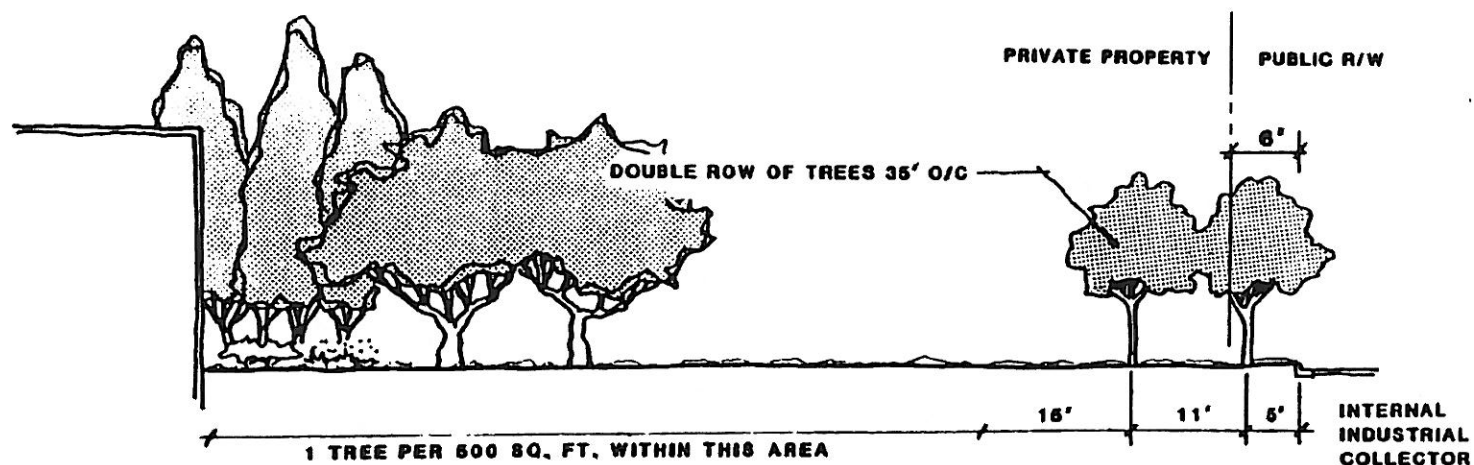 PRIVATE PROPERTY
PUBLIC R/W
6'
DOUBLE ROW OF TREES 35' O/C
15'
11'
5'
INTERNAL
INDUSTRIAL
COLLECTOR
1 TREE PER 500 SQ. FT. WITHIN THIS AREA